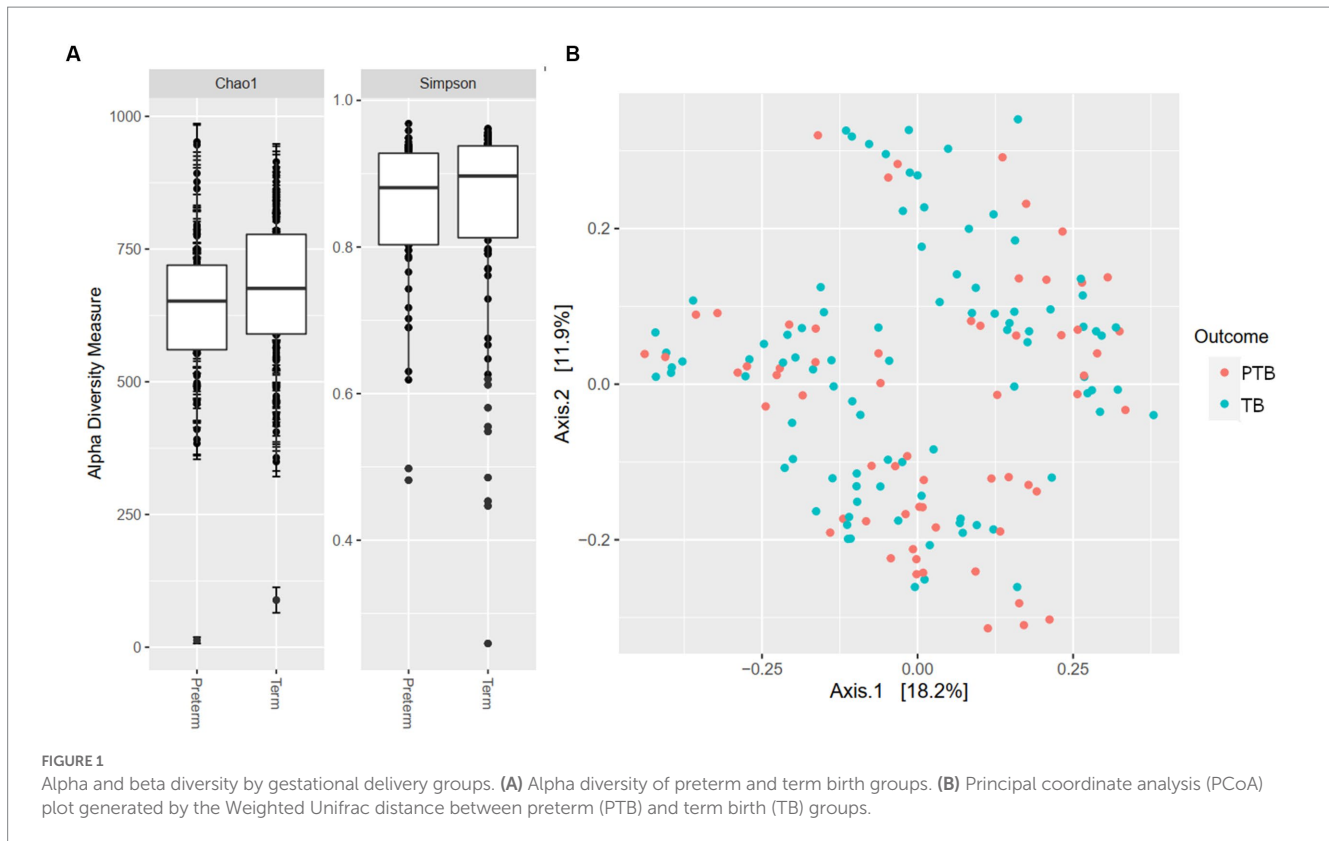 A
B
Chao1
Simpson
Alpha Diversity Measure
1000
750
500
250
0
1.0
0.8
0.6
0.4
Preterm
Term
Preterm
Term
Axis.2 [11.9%]
0.2
0.0
−0.2
−0.25
0.00
0.25
Axis.1 [18.2%]
Outcome
PTB
TB
FIGURE 1
Alpha and beta diversity by gestational delivery groups. (A) Alpha diversity of preterm and term birth groups. (B) Principal coordinate analysis (PCoA)
plot generated by the Weighted Unifrac distance between preterm (PTB) and term birth (TB) groups.